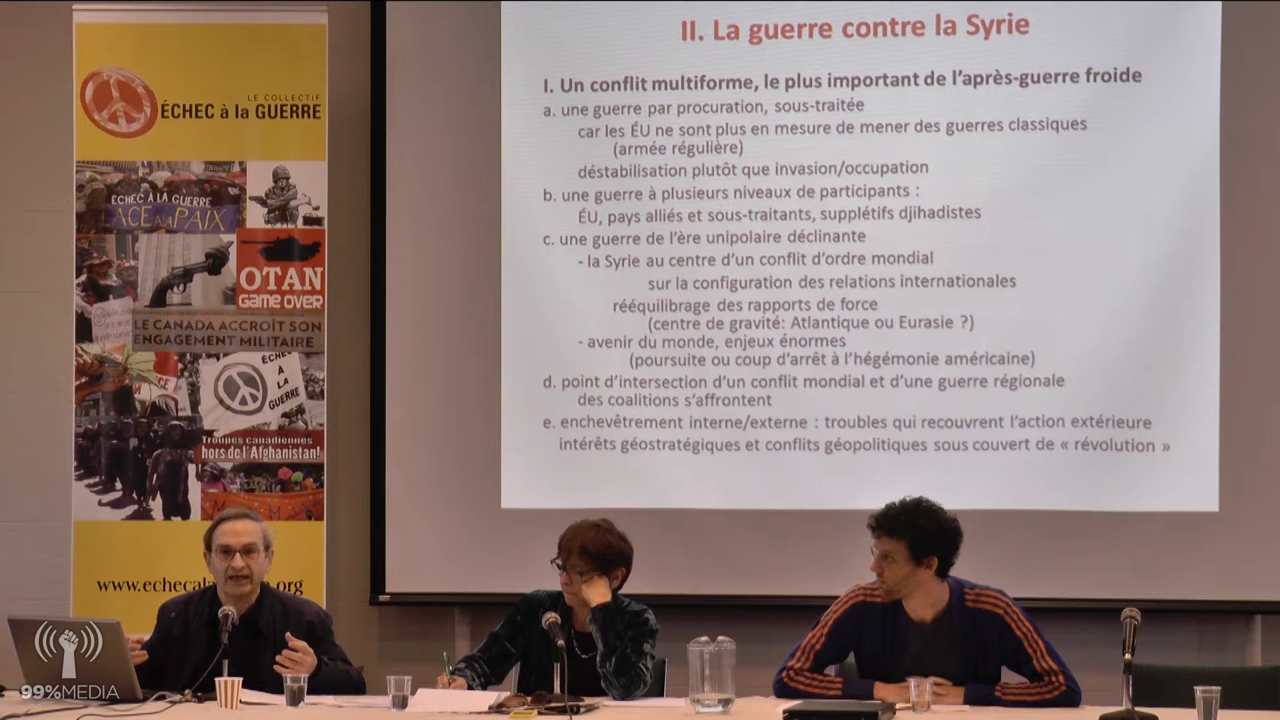 II. La guerre contre la Syrie
I. Un conflit multiforme, le plus important de l'après-guerre froide
a. une guerre par procuration, sous-traitée
car les ÉU ne sont plus en mesure de mener des guerres classiques
(armée régulière)
déstabilisation plutôt que invasion/occupation
b. une guerre à plusieurs niveaux de participants :
ÉU, pays alliés et sous-traitants, supplétifs djihadistes
c. une guerre de l'ère unipolaire déclinante
- la Syrie au centre d'un conflit d'ordre mondial
sur la configuration des relations internationales
rééquilibrage des rapports de force
(centre de gravité: Atlantique ou Eurasie ?)
- avenir du monde, enjeux énormes
(poursuite ou coup d'arrêt à l'hégémonie américaine)
d. point d'intersection d'un conflit mondial et d'une guerre régionale
des coalitions s'affrontent
e. enchevêtrement interne/externe : troubles qui recouvrent l'action extérieure
intérêts géostratégiques et conflits géopolitiques sous couvert de « révolution »
LE COLLECTIF
ÉCHEC à la GUERRE
ÉCHEC À LA GUERRE
ACE LA PAIX
OTAN
GAME OVER
LE CANADA ACCROÎT SON
ENGAGEMENT MILITAIRE
ÉCHEC
À
LA
GUERRE
Troupes canadiennes
hors de l'Afghanistan!
www.echecala
.org
99%MEDIA